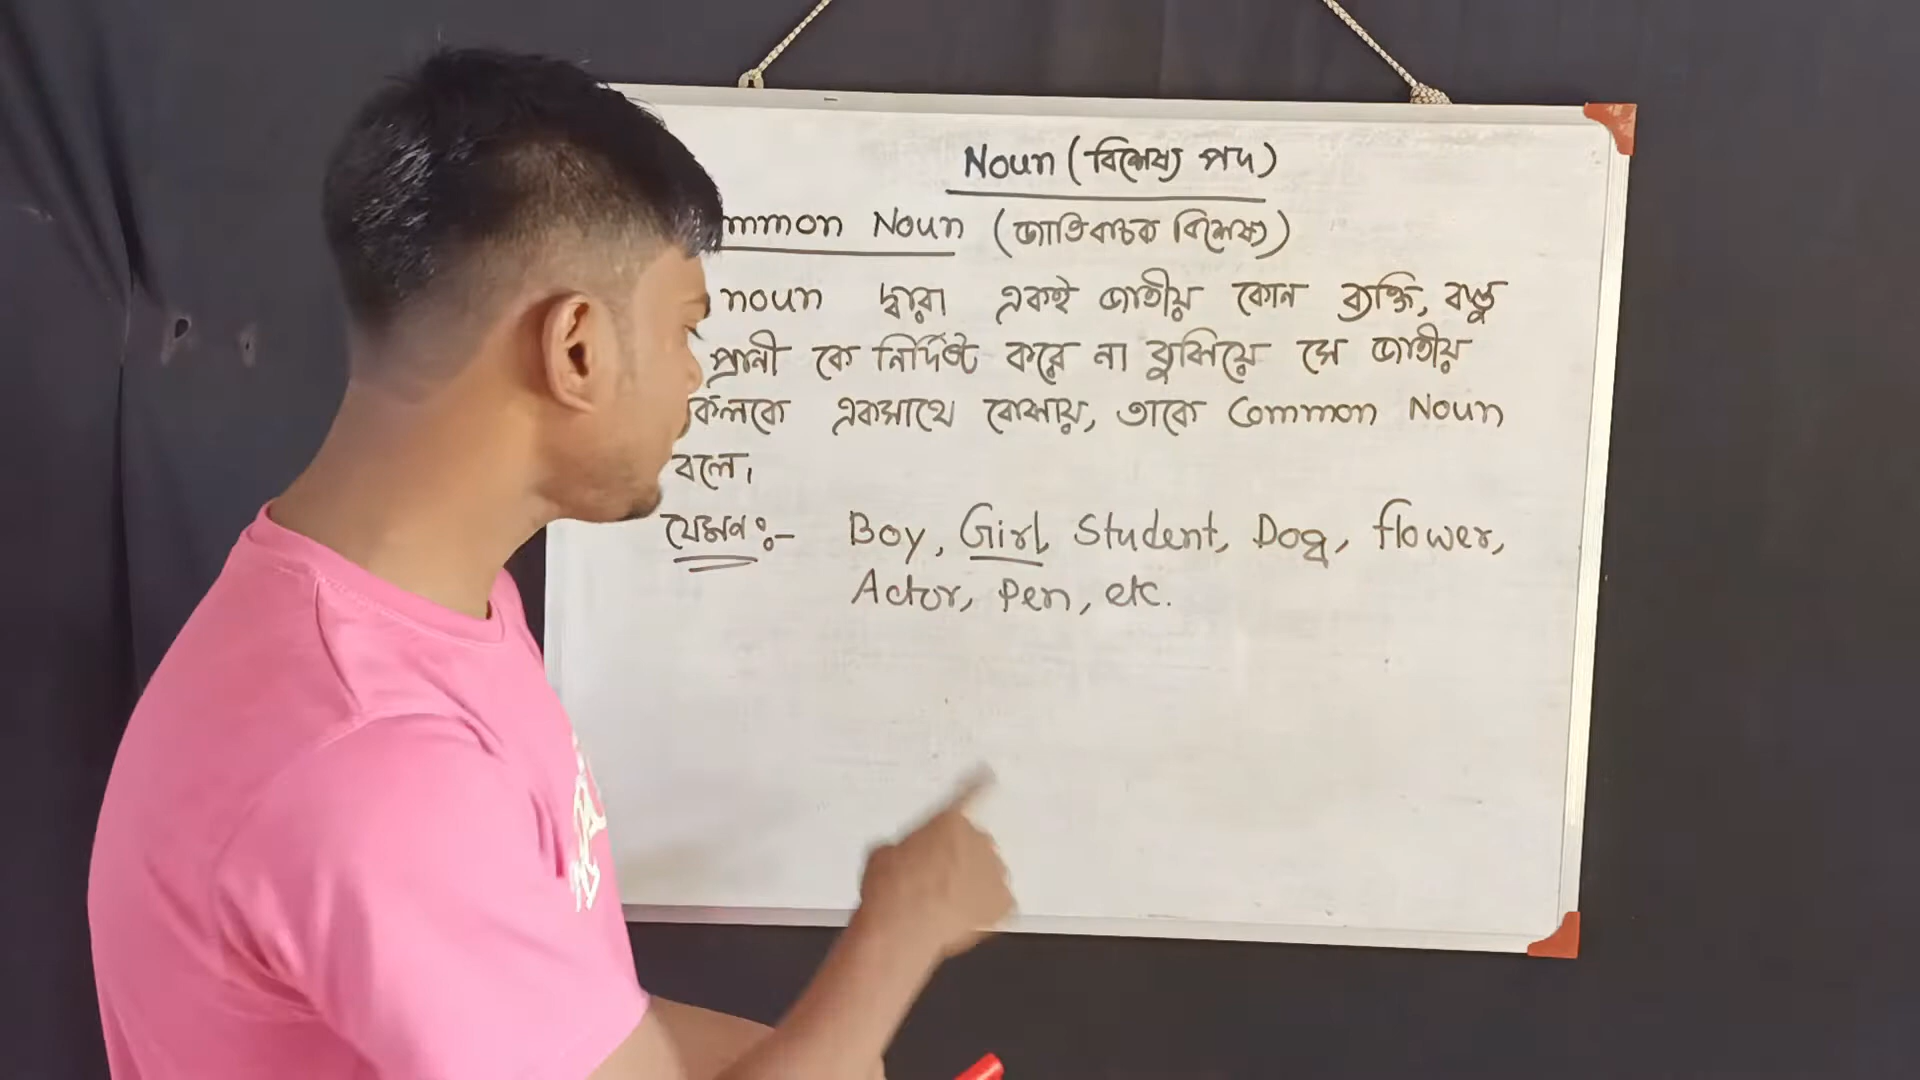 Noun (বিশেষ্য পদ)
mmon Noun (জাতিবাচক বিশেষ্য)
noun দ্বারা একই জাতীয় কোন ব্যক্তি, বস্তু
প্রানী কে নির্দিষ্ট করে না বুঝিয়ে সে জাতীয়
কলকে একসাথে বোঝায়, তাকে Common Noun
বলে।
যেমন:- Boy, Girl, Student, Dog, flower,
Actor, Pen, etc.